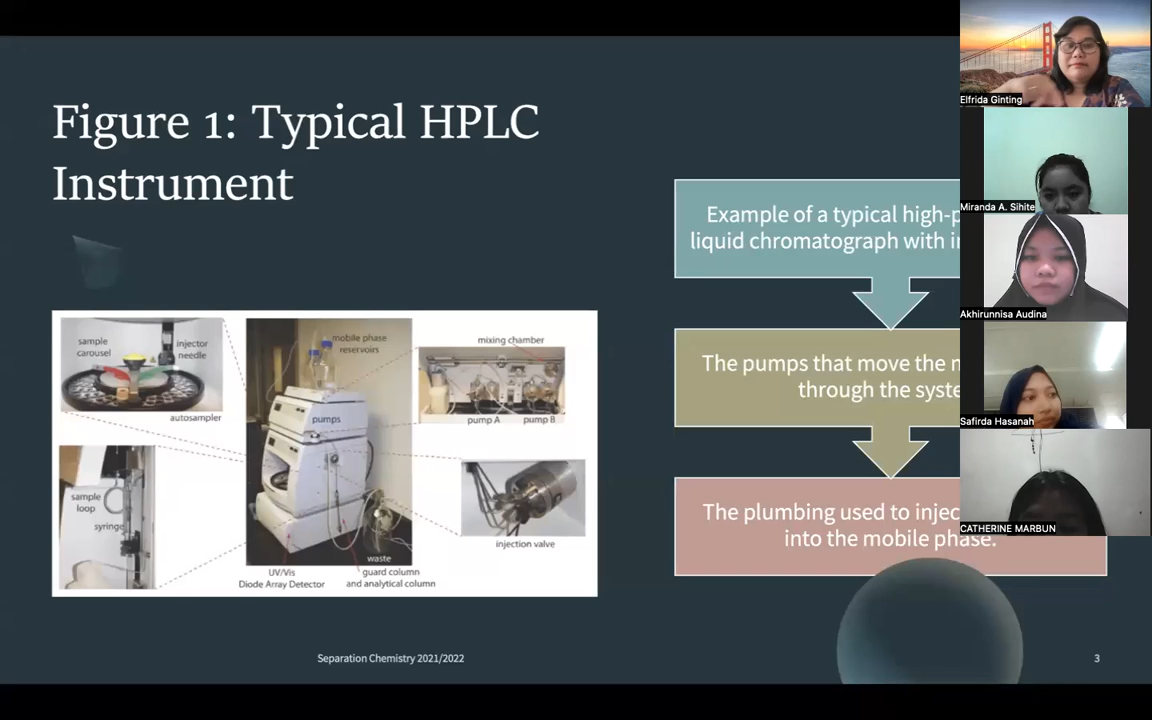 Figure 1: Typical HPLC
Instrument
sample
carousel
injector
needle
autosampler
sample
loop
syringe
mobile phase
reservoirs
pumps
waste
UV/Vis
Diode Array Detector
guard column
and analytical column
mixing chamber
pump A
pump B
injection valve
Example of a typical high-p
liquid chromatograph with in
The pumps that move the
through the syste
The plumbing used to injec
into the mobile phase.
Separation Chemistry 2021/2022
3
Elfrida Ginting
Miranda A. Sihite
Akhirunnisa Audina
Safirda Hasanah
CATHERINE MARBUN